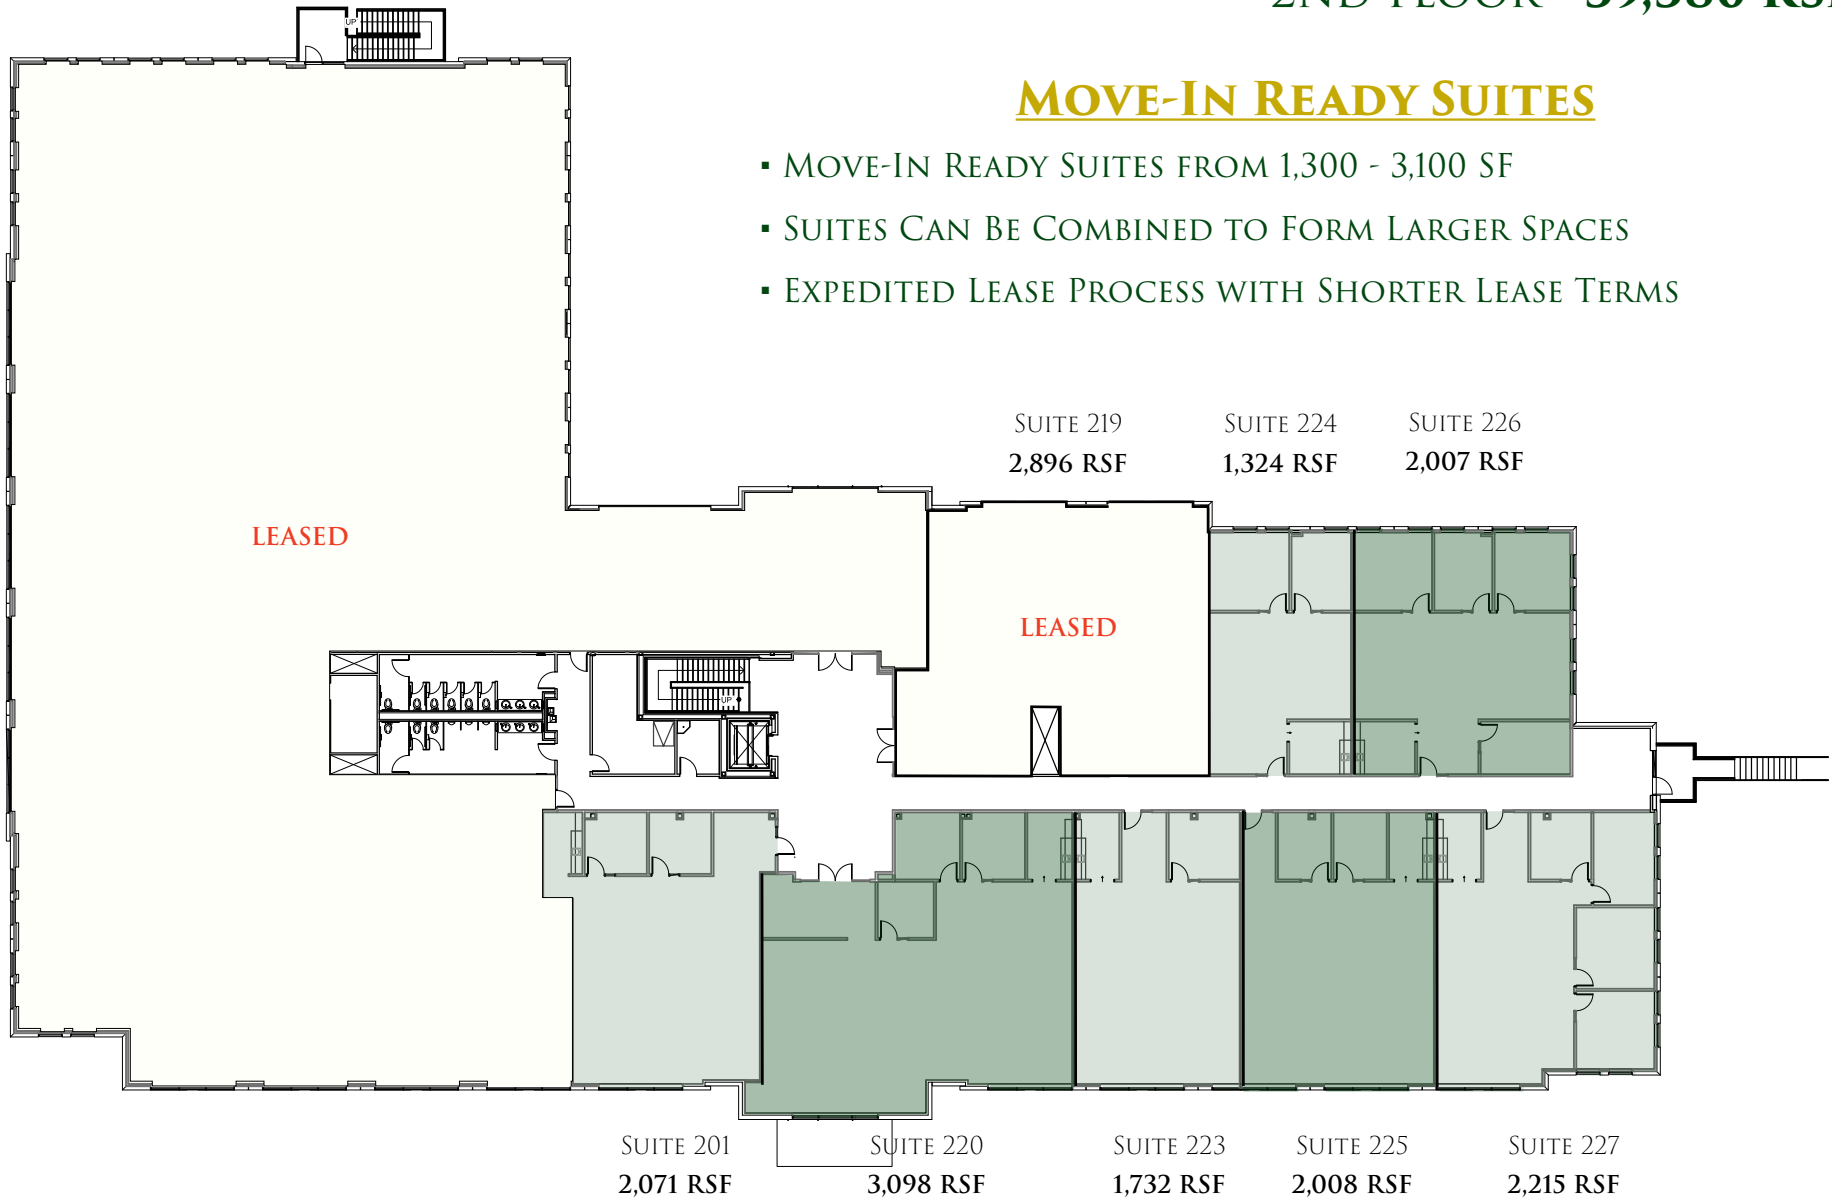 2ND FLOOR
MOVE-IN READY SUITES
▪ MOVE-IN READY SUITES FROM 1,300 - 3,100 SF
▪ SUITES CAN BE COMBINED TO FORM LARGER SPACES
▪ EXPEDITED LEASE PROCESS WITH SHORTER LEASE TERMS
UP
SUITE 219
2,896 RSF
SUITE 224
1,324 RSF
SUITE 226
2,007 RSF
LEASED
LEASED
UP
SUITE 201
2,071 RSF
SUITE 220
3,098 RSF
SUITE 223
1,732 RSF
SUITE 225
2,008 RSF
SUITE 227
2,215 RSF